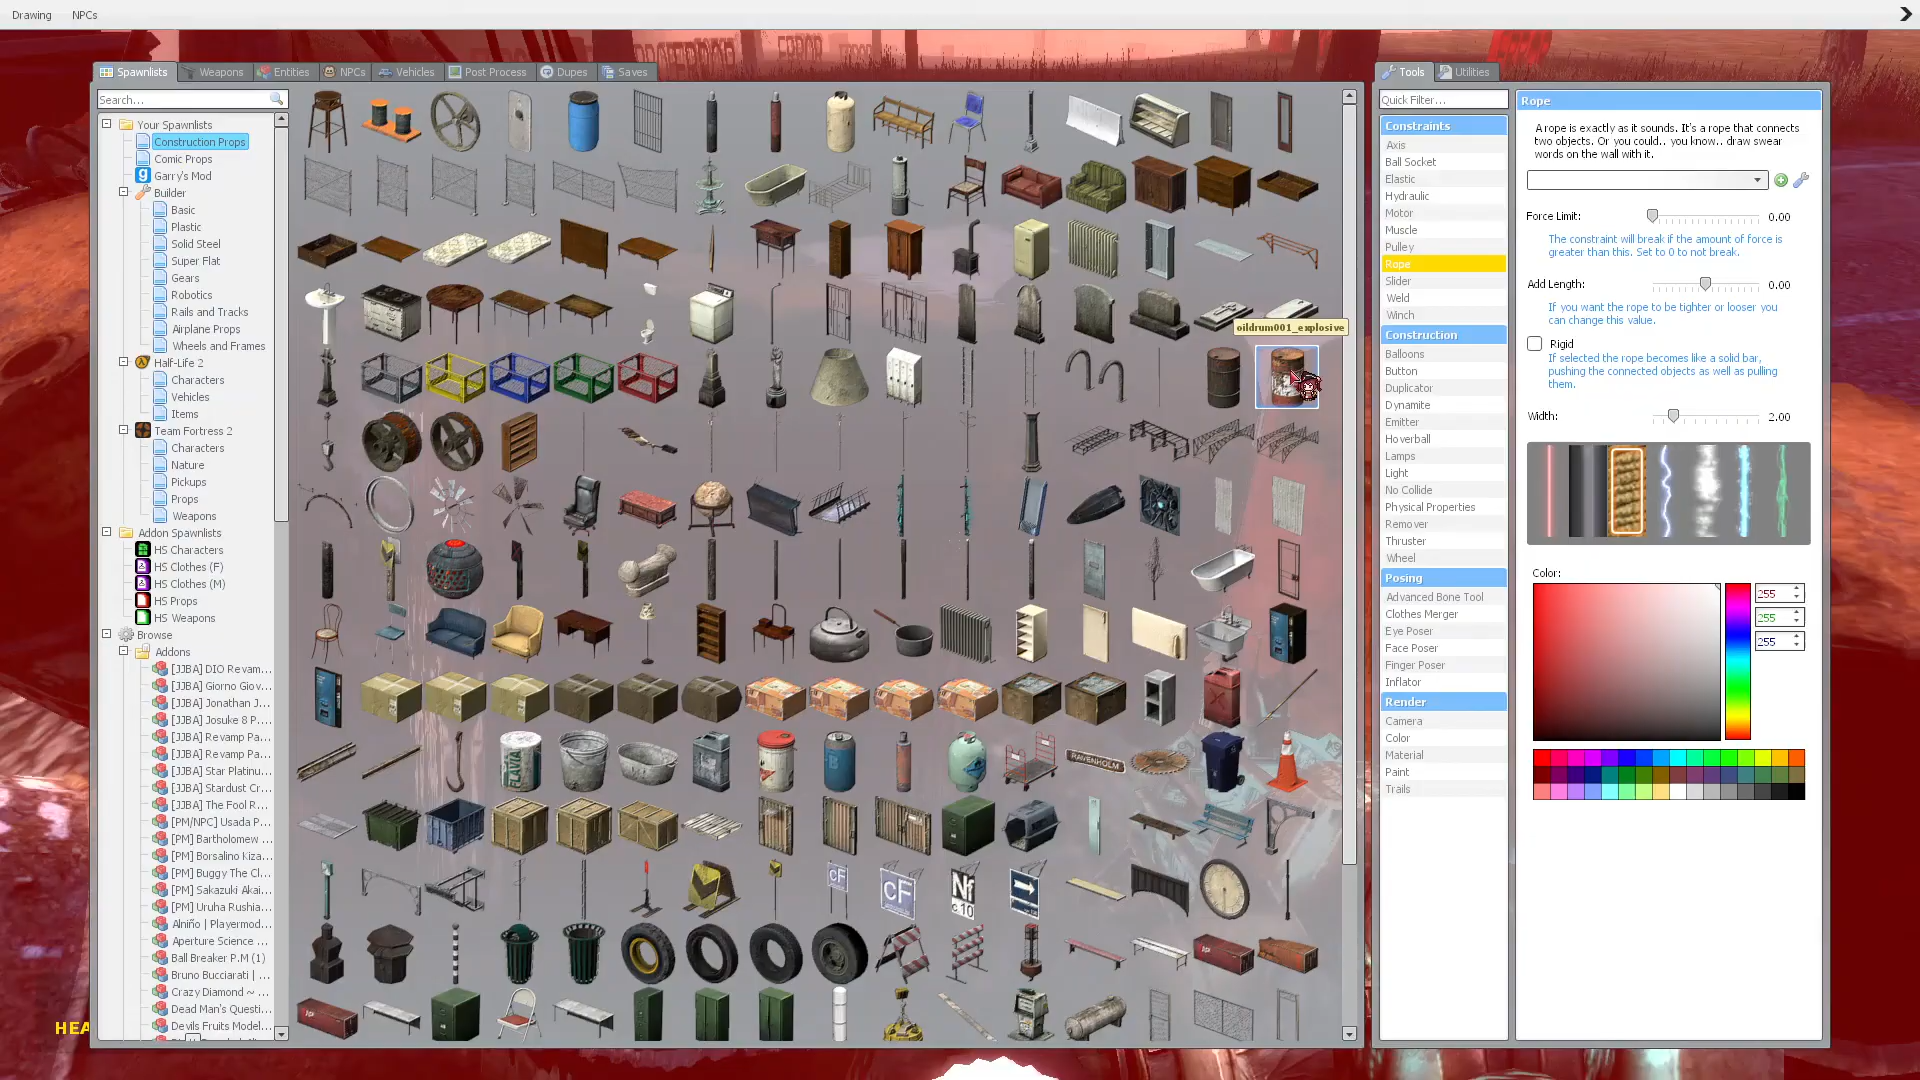 Drawing NPCs
Spawnlists Weapons Entities NPCs Vehicles Post Process Dupes Saves
Search...
Your Spawnlists
Construction Props
Comic Props
Garry's Mod
Builder
Basic
Plastic
Solid Steel
Super Flat
Gears
Robotics
Rails and Tracks
Airplane Props
Wheels and Frames
Half-Life 2
Characters
Vehicles
Items
Team Fortress 2
Characters
Nature
Pickups
Props
Weapons
Addon Spawnlists
HS Characters
HS Clothes (F)
HS Clothes (M)
HS Props
HS Weapons
Browse
Addons
[JJBA] DIO Revam...
[JJBA] Giorno Giov...
[JJBA] Jonathan J...
[JJBA] Josuke 8 P...
[JJBA] Revamp Pa...
[JJBA] Revamp Pa...
[JJBA] Star Platinu...
[JJBA] Stardust Cr...
[JJBA] The Fool R...
[PM/NPC] Usada P...
[PM] Bartholomew ...
[PM] Borsalino Kiza...
[PM] Buggy The Cl...
[PM] Sakazuki Akai...
[PM] Uruha Rushia...
Alniño | Playermod...
Aperture Science ...
Ball Breaker P.M (1)
Bruno Bucciarati | ...
Crazy Diamond ~ ...
Dead Man's Questi...
Devils Fruits Model...
HEA
oildrum001_explosive
RAVENHOLM
cF
cF
Nf
c10
Tools Utilities
Quick Filter...
Constraints
Axis
Ball Socket
Elastic
Hydraulic
Motor
Muscle
Pulley
Rope
Slider
Weld
Winch
Construction
Balloons
Button
Duplicator
Dynamite
Emitter
Hoverball
Lamps
Light
No Collide
Physical Properties
Remover
Thruster
Wheel
Posing
Advanced Bone Tool
Clothes Merger
Eye Poser
Face Poser
Finger Poser
Inflator
Render
Camera
Color
Material
Paint
Trails
Rope
A rope is exactly as it sounds. It's a rope that connects
two objects. Or you could.. you know.. draw swear
words on the wall with it.
Force Limit: 0.00
The constraint will break if the amount of force is
greater than this. Set to 0 to not break.
Add Length: 0.00
If you want the rope to be tighter or looser you
can change this value.
Rigid
If selected the rope becomes like a solid bar,
pushing the connected objects as well as pulling
them.
Width: 2.00
Color:
255
255
255